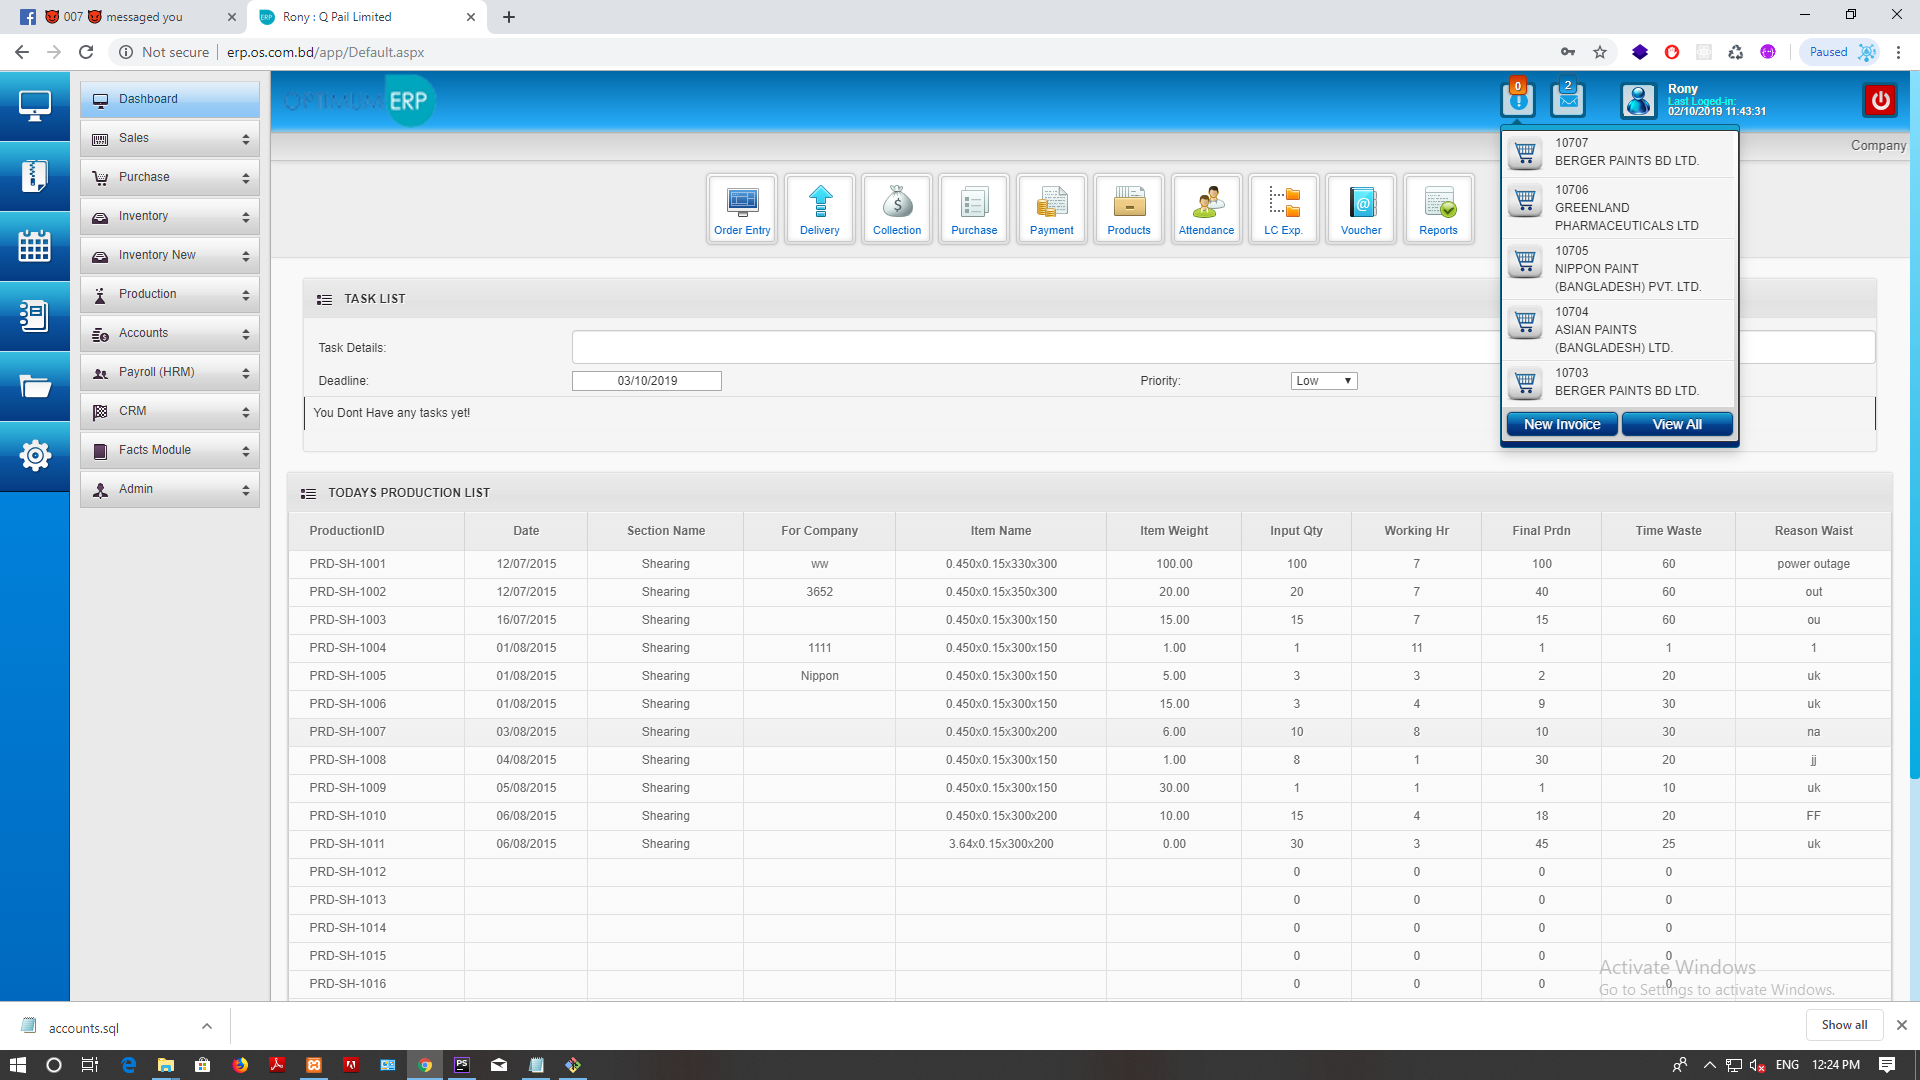 007 messaged you
Rony : Q Pail Limited
Not secure
erp.os.com.bd/app/Default.aspx
Paused
Dashboard
Sales
Purchase
Inventory
Inventory New
Production
Accounts
Payroll (HRM)
CRM
Facts Module
Admin
OPTIMUM ERP
0
2
Rony
Last Loged-in:
02/10/2019 11:43:31
Company
Order Entry
Delivery
Collection
Purchase
Payment
Products
Attendance
LC Exp.
Voucher
Reports
10707
BERGER PAINTS BD LTD.
10706
GREENLAND
PHARMACEUTICALS LTD
10705
NIPPON PAINT
(BANGLADESH) PVT. LTD.
10704
ASIAN PAINTS
(BANGLADESH) LTD.
10703
BERGER PAINTS BD LTD.
New Invoice View All
TASK LIST
Task Details:
Deadline: 03/10/2019 Priority: Low
You Dont Have any tasks yet!
TODAYS PRODUCTION LIST
ProductionID Date Section Name For Company Item Name Item Weight Input Qty Working Hr Final Prdn Time Waste Reason Waist
PRD-SH-1001 12/07/2015 Shearing ww 0.450x0.15x330x300 100.00 100 7 100 60 power outage
PRD-SH-1002 12/07/2015 Shearing 3652 0.450x0.15x350x300 20.00 20 7 40 60 out
PRD-SH-1003 16/07/2015 Shearing 0.450x0.15x300x150 15.00 15 7 15 60 ou
PRD-SH-1004 01/08/2015 Shearing 1111 0.450x0.15x300x150 1.00 1 11 1 1 1
PRD-SH-1005 01/08/2015 Shearing Nippon 0.450x0.15x300x150 5.00 3 3 2 20 uk
PRD-SH-1006 01/08/2015 Shearing 0.450x0.15x300x150 15.00 3 4 9 30 uk
PRD-SH-1007 03/08/2015 Shearing 0.450x0.15x300x200 6.00 10 8 10 30 na
PRD-SH-1008 04/08/2015 Shearing 0.450x0.15x300x150 1.00 8 1 30 20 jj
PRD-SH-1009 05/08/2015 Shearing 0.450x0.15x300x150 30.00 1 1 1 10 uk
PRD-SH-1010 06/08/2015 Shearing 0.450x0.15x300x200 10.00 15 4 18 20 FF
PRD-SH-1011 06/08/2015 Shearing 3.64x0.15x300x200 0.00 30 3 45 25 uk
PRD-SH-1012 0 0 0 0
PRD-SH-1013 0 0 0 0
PRD-SH-1014 0 0 0 0
PRD-SH-1015 0 0 0 0
PRD-SH-1016 0 0 0 0
Activate Windows
Go to Settings to activate Windows.
accounts.sql
Show all
PS
ENG
12:24 PM